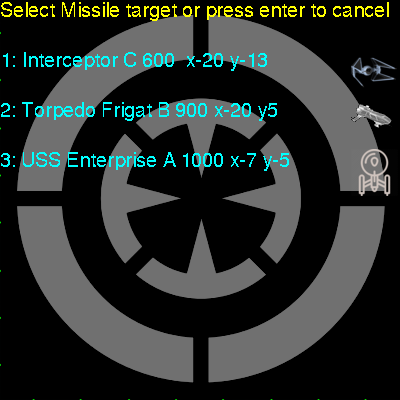 Select Missile target or press enter to cancel
1: Interceptor C 600  x-20 y-13
2: Torpedo Frigat B 900 x-20 y5
3: USS Enterprise A 1000 x-7 y-5